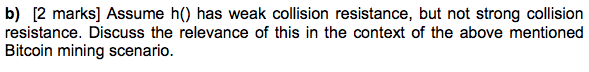 b) [2 marks] Assume h() has weak collision resistance, but not strong collision
resistance. Discuss the relevance of this in the context of the above mentioned
Bitcoin mining scenario.